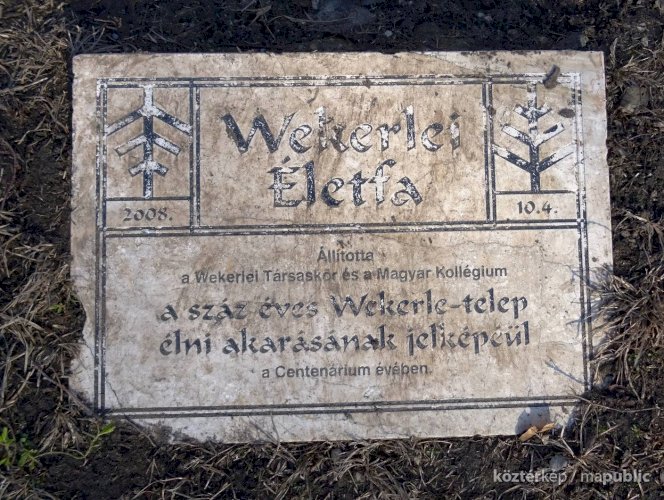 Wekerlei
Életfa
2008.
10.4.
Állította
a Wekerlei Társaskör és a Magyar Kollégium
a száz éves Wekerle-telep
élni akarásának jelképéül
a Centenárium évében.
köztérkép / mapublic